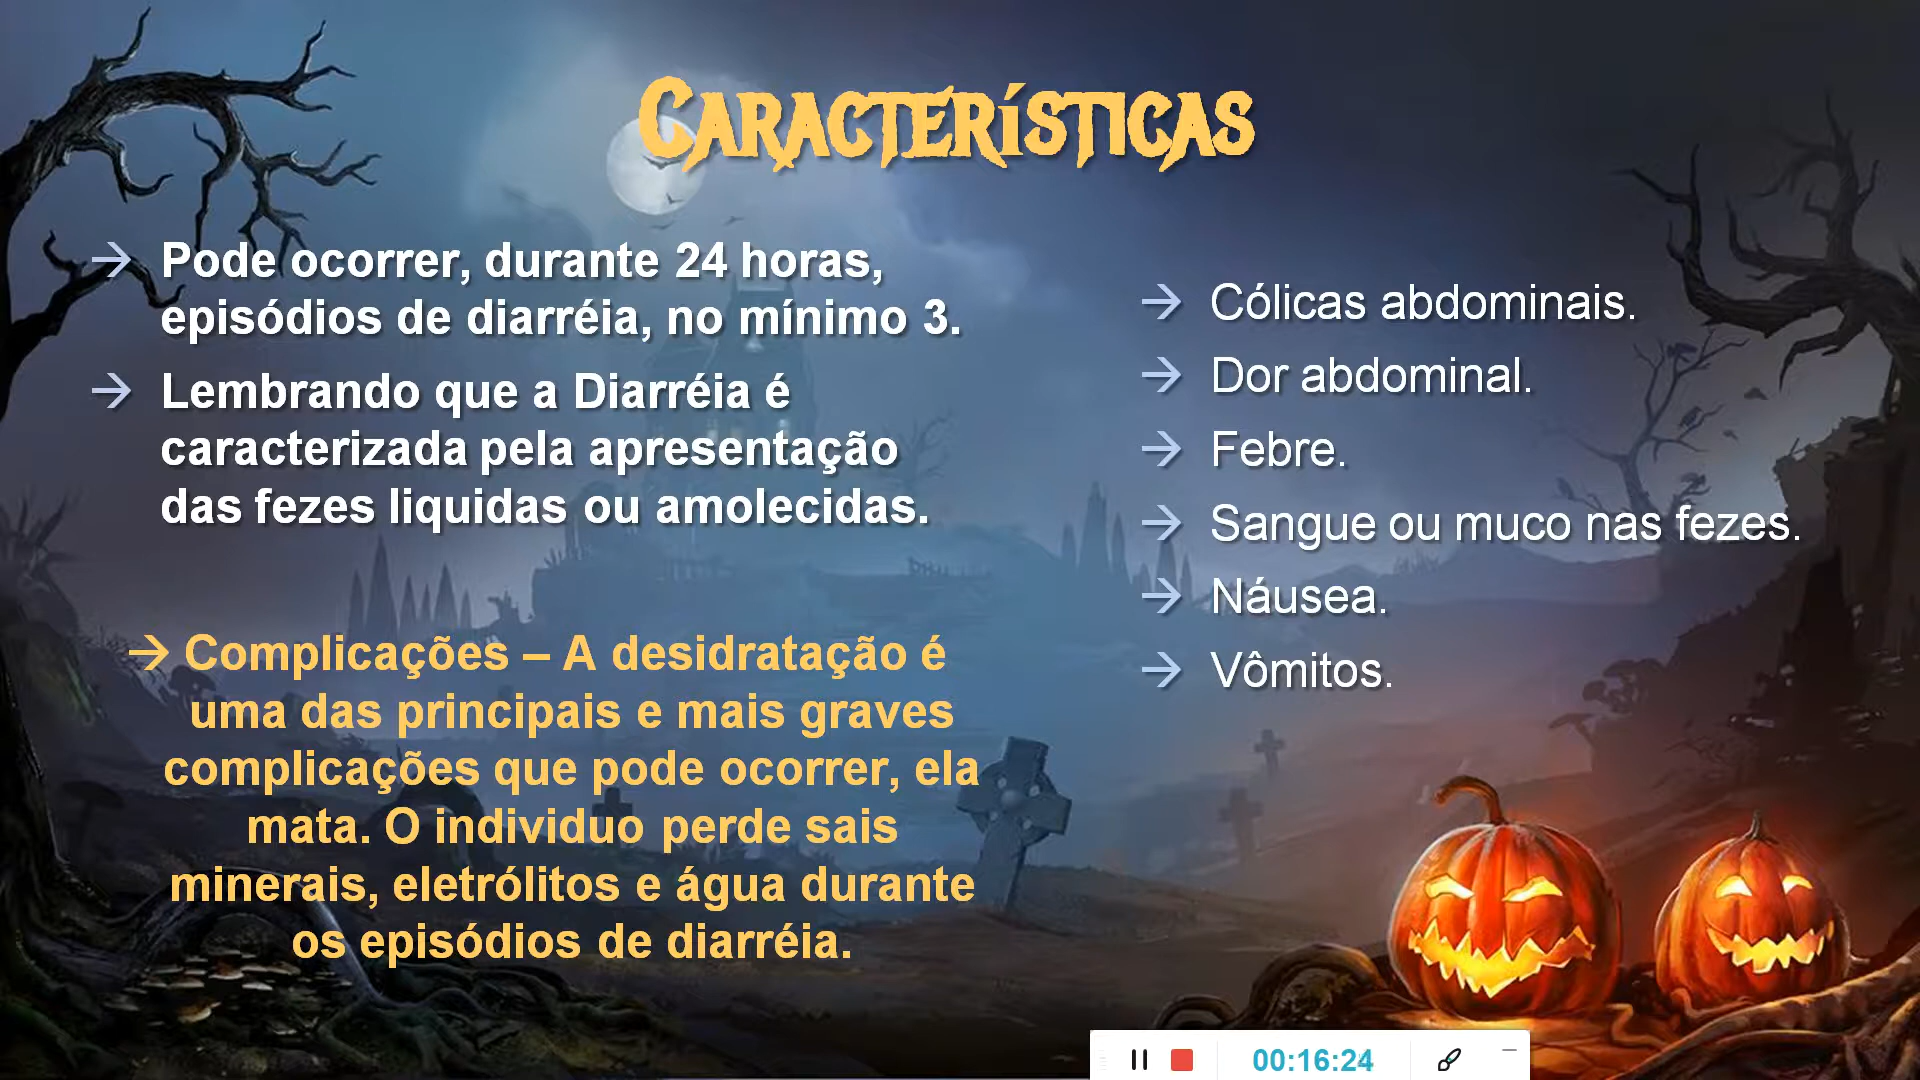 Características
→ Pode ocorrer, durante 24 horas,
episódios de diarréia, no mínimo 3.
→ Lembrando que a Diarréia é
caracterizada pela apresentação
das fezes liquidas ou amolecidas.
→ Complicações – A desidratação é
uma das principais e mais graves
complicações que pode ocorrer, ela
mata. O individuo perde sais
minerais, eletrólitos e água durante
os episódios de diarréia.
→ Cólicas abdominais.
→ Dor abdominal.
→ Febre.
→ Sangue ou muco nas fezes.
→ Náusea.
→ Vômitos.
00:16:24